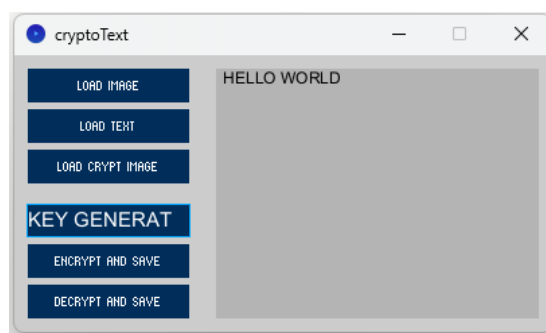 cryptoText
LOAD IMAGE
LOAD TEXT
LOAD CRYPT IMAGE
KEY GENERAT
ENCRYPT AND SAVE
DECRYPT AND SAVE
HELLO WORLD